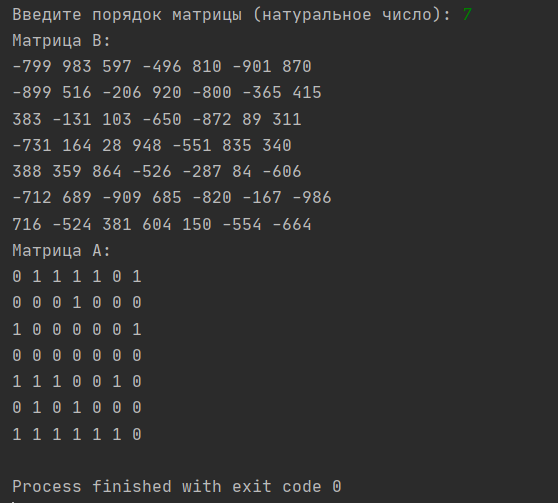 Введите порядок матрицы (натуральное число): 7
Матрица B:
-799 983 597 -496 810 -901 870
-899 516 -206 920 -800 -365 415
383 -131 103 -650 -872 89 311
-731 164 28 948 -551 835 340
388 359 864 -526 -287 84 -606
-712 689 -909 685 -820 -167 -986
716 -524 381 604 150 -554 -664
Матрица A:
0 1 1 1 1 0 1
0 0 0 1 0 0 0
1 0 0 0 0 0 1
0 0 0 0 0 0 0
1 1 1 0 0 1 0
0 1 0 1 0 0 0
1 1 1 1 1 1 0
Process finished with exit code 0